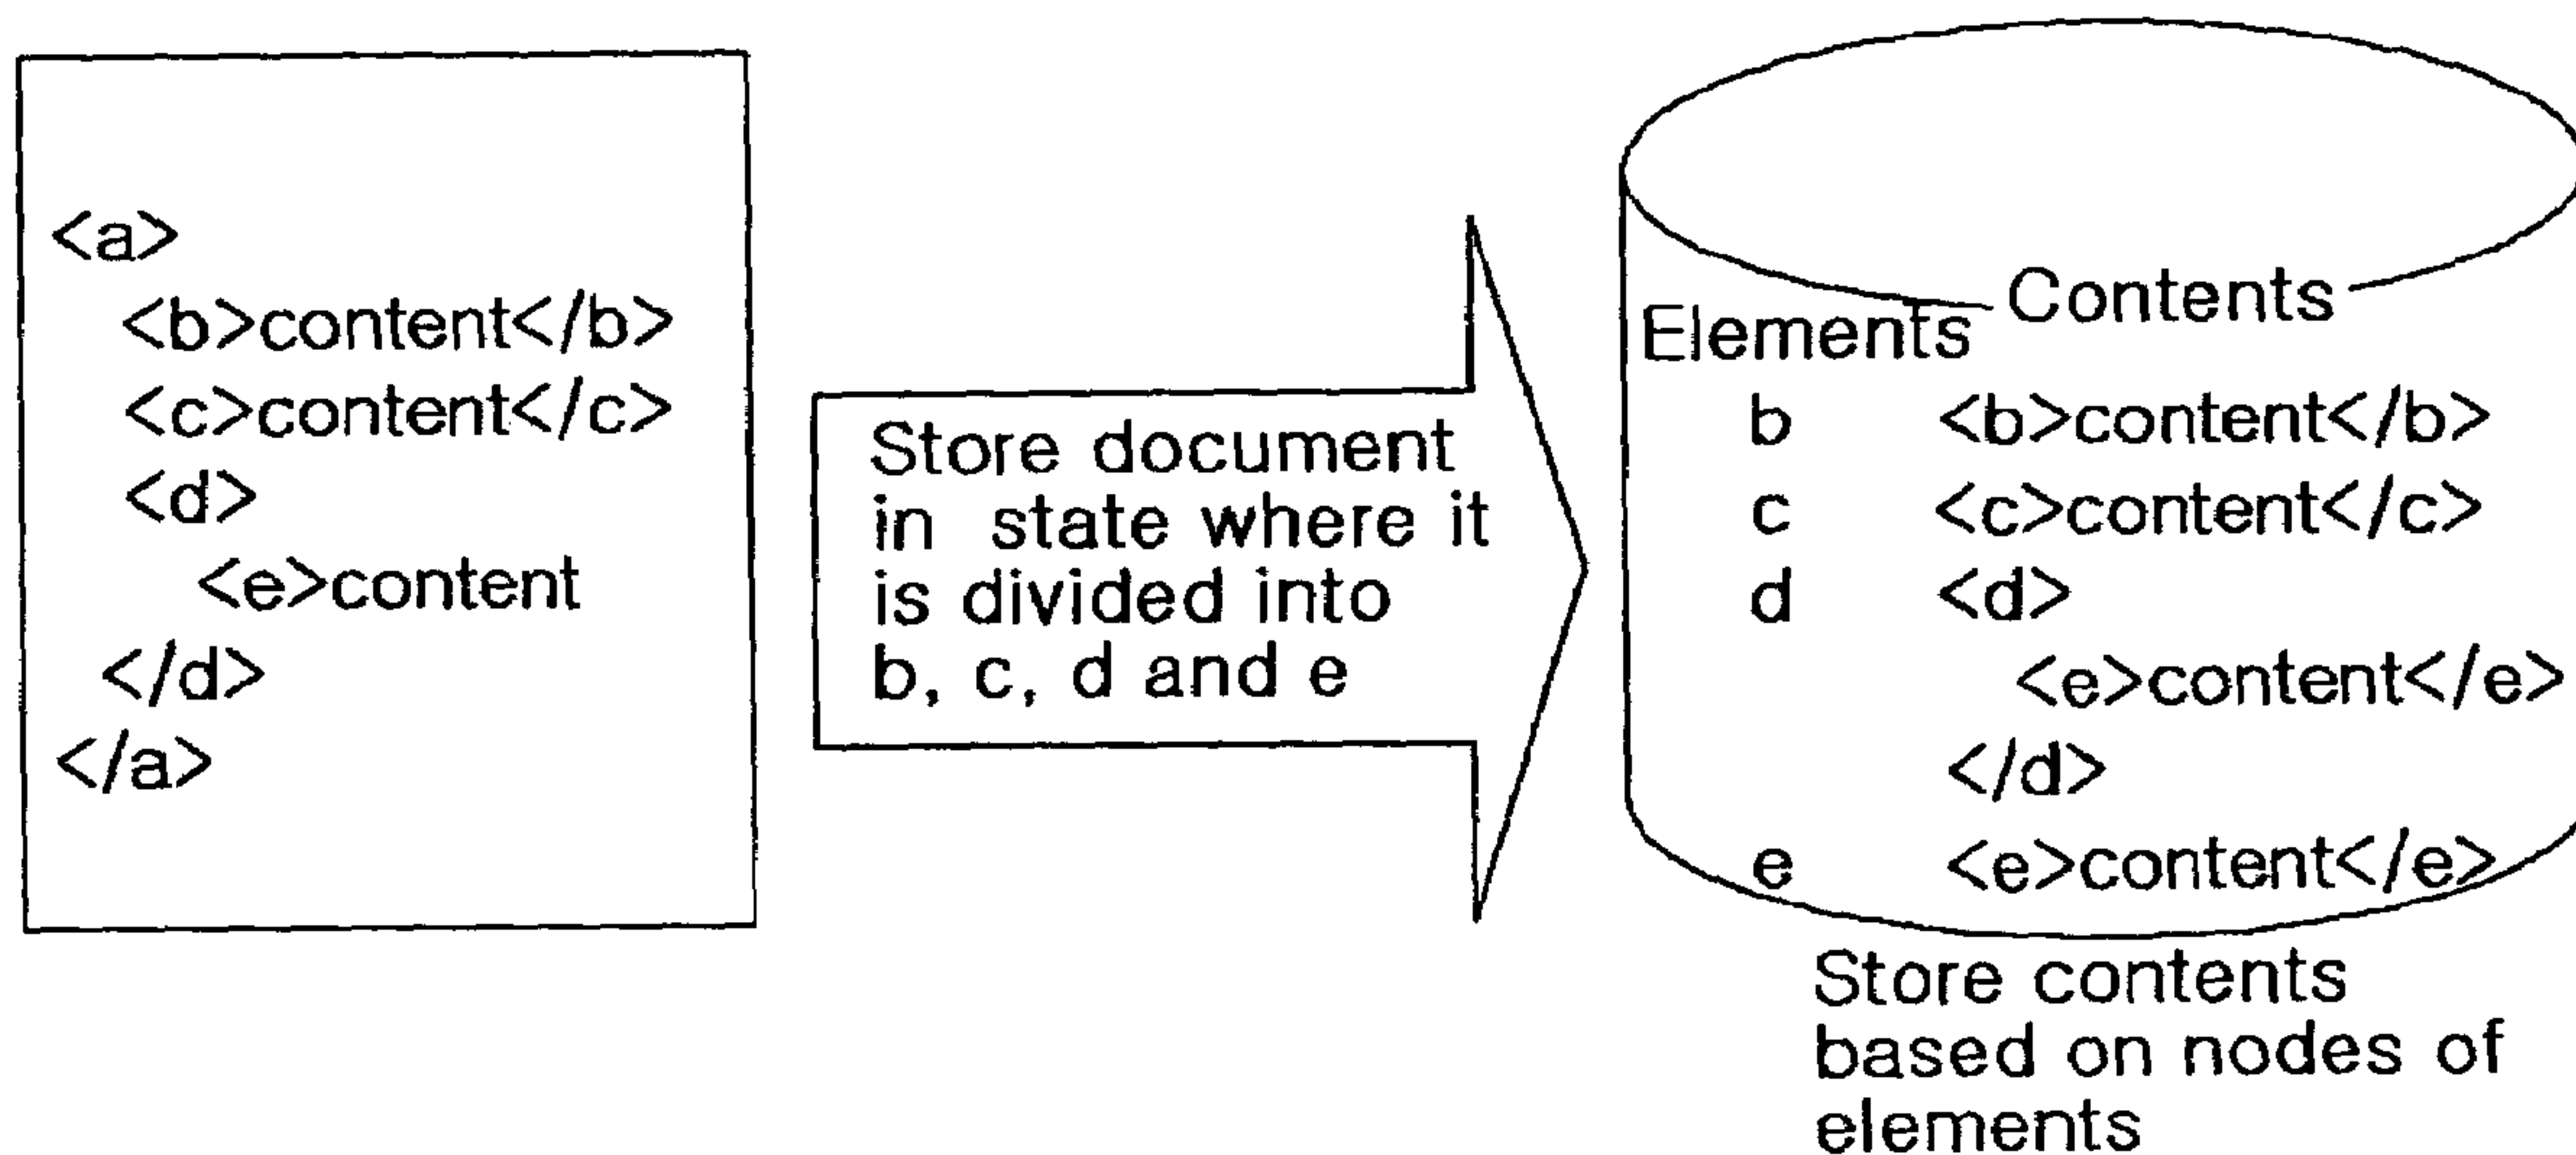 <a>
<b>content</b>
<c>content</c>
<d>
<e>content
</d>
</a>
Store document
in state where it
is divided into
b, c, d and e
Elements Contents
b <b>content</b>
c <c>content</c>
d <d>
<e>content</e>
</d>
e <e>content</e>
Store contents
based on nodes of
elements